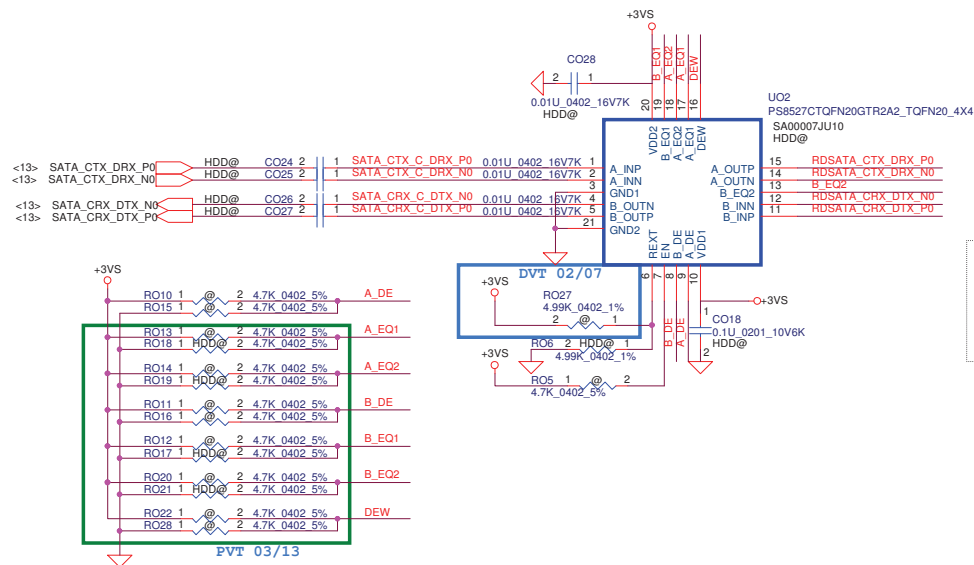 +3VS
B_EQ1
A_EQ2
A_EQ1
DEW
CO28
2 1
0.01U_0402_16V7K
HDD@
20
19
18
17
16
UO2
PS8527CTQFN20GTR2A2_TQFN20_4X4
SA00007JU10
HDD@
VDD2
B_EQ1
A_EQ2
A_EQ1
DEW
<13> SATA_CTX_DRX_P0 HDD@ CO24 2 1 SATA_CTX_C_DRX_P0 0.01U_0402_16V7K 1 A_INP A_OUTP 15 RDSATA_CTX_DRX_P0
<13> SATA_CTX_DRX_N0 HDD@ CO25 2 1 SATA_CTX_C_DRX_N0 0.01U_0402_16V7K 2 A_INN A_OUTN 14 RDSATA_CTX_DRX_N0
3 GND1 B_EQ2 13 B_EQ2
<13> SATA_CRX_DTX_N0 HDD@ CO26 2 1 SATA_CRX_C_DTX_N0 0.01U_0402_16V7K 4 B_OUTN B_INN 12 RDSATA_CRX_DTX_N0
<13> SATA_CRX_DTX_P0 HDD@ CO27 2 1 SATA_CRX_C_DTX_P0 0.01U_0402_16V7K 5 B_OUTP B_INP 11 RDSATA_CRX_DTX_P0
21 GND2
REXT
EN
B_DE
A_DE
VDD1
6
7
8
9
10
DVT 02/07
+3VS
RO27
4.99K_0402_1%
2 @ 1
RO6 2 HDD@ 1
4.99K_0402_1%
+3VS
RO5 1 @ 2
4.7K_0402_5%
B_DE
A_DE
+3VS
1
CO18
0.1U_0201_10V6K
HDD@
2
+3VS
RO10 1 @ 2 4.7K_0402_5% A_DE
RO15 1 @ 2 4.7K_0402_5%
RO13 1 @ 2 4.7K_0402_5% A_EQ1
RO18 1 HDD@ 2 4.7K_0402_5%
RO14 1 @ 2 4.7K_0402_5% A_EQ2
RO19 1 HDD@ 2 4.7K_0402_5%
RO11 1 @ 2 4.7K_0402_5% B_DE
RO16 1 @ 2 4.7K_0402_5%
RO12 1 @ 2 4.7K_0402_5% B_EQ1
RO17 1 HDD@ 2 4.7K_0402_5%
RO20 1 @ 2 4.7K_0402_5% B_EQ2
RO21 1 HDD@ 2 4.7K_0402_5%
RO22 1 @ 2 4.7K_0402_5% DEW
RO28 1 @ 2 4.7K_0402_5%
PVT 03/13